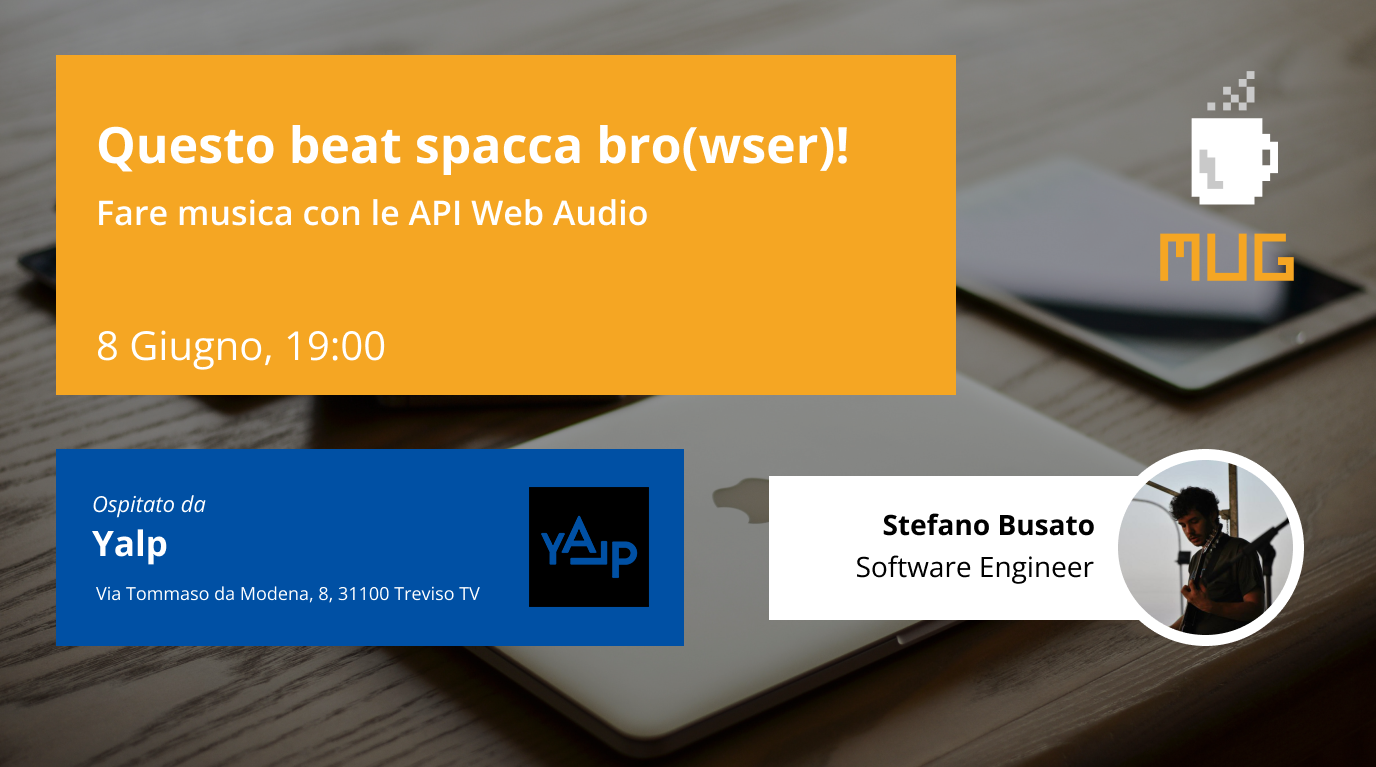 Questo beat spacca bro(wser)!
Fare musica con le API Web Audio
8 Giugno, 19:00
MUG
Ospitato da
Yalp
Via Tommaso da Modena, 8, 31100 Treviso TV
YAlp
Stefano Busato
Software Engineer